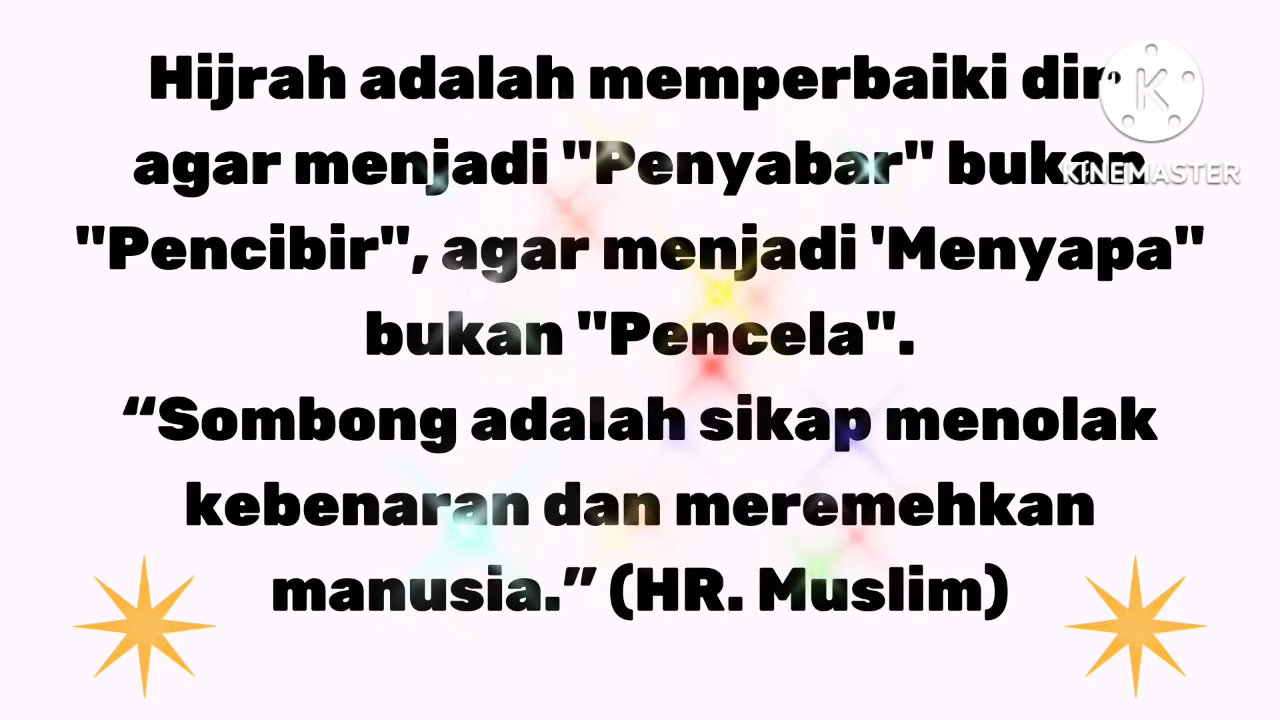 Hijrah adalah memperbaiki diri
agar menjadi "Penyabar" bukan
"Pencibir", agar menjadi 'Menyapa"
bukan "Pencela".
“Sombong adalah sikap menolak
kebenaran dan meremehkan
manusia.” (HR. Muslim)
K
KINEMASTER